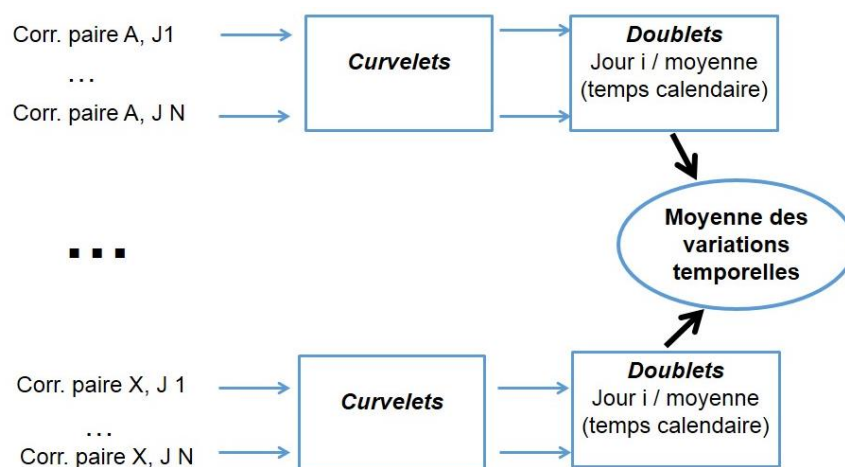 Corr. paire A, J1
...
Corr. paire A, J N
Curvelets
Doublets
Jour i / moyenne
(temps calendaire)
...
Moyenne des
variations
temporelles
Corr. paire X, J 1
...
Corr. paire X, J N
Curvelets
Doublets
Jour i / moyenne
(temps calendaire)